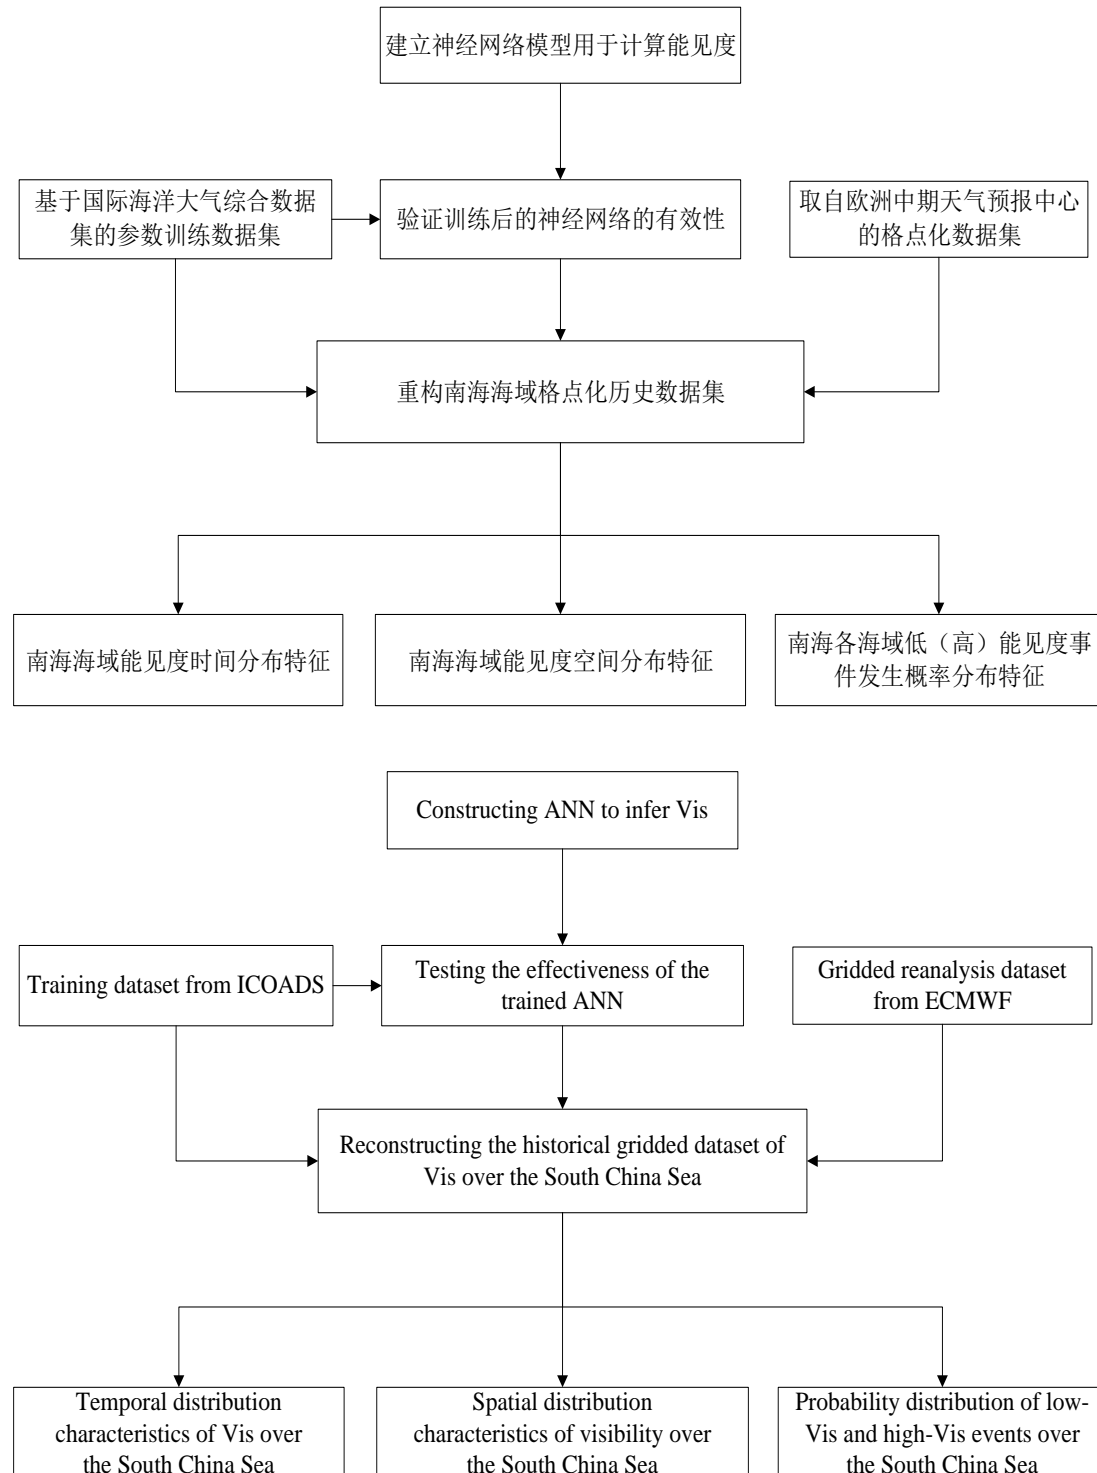 建立神经网络模型用于计算能见度
基于国际海洋大气综合数据
集的参数训练数据集
验证训练后的神经网络的有效性
取自欧洲中期天气预报中心
的格点化数据集
重构南海海域格点化历史数据集
南海海域能见度时间分布特征
南海海域能见度空间分布特征
南海各海域低（高）能见度事
件发生概率分布特征
Constructing ANN to infer Vis
Training dataset from ICOADS
Testing the effectiveness of the
trained ANN
Gridded reanalysis dataset
from ECMWF
Reconstructing the historical gridded dataset of
Vis over the South China Sea
Temporal distribution
characteristics of Vis over
the South China Sea
Spatial distribution
characteristics of visibility over
the South China Sea
Probability distribution of low-
Vis and high-Vis events over
the South China Sea